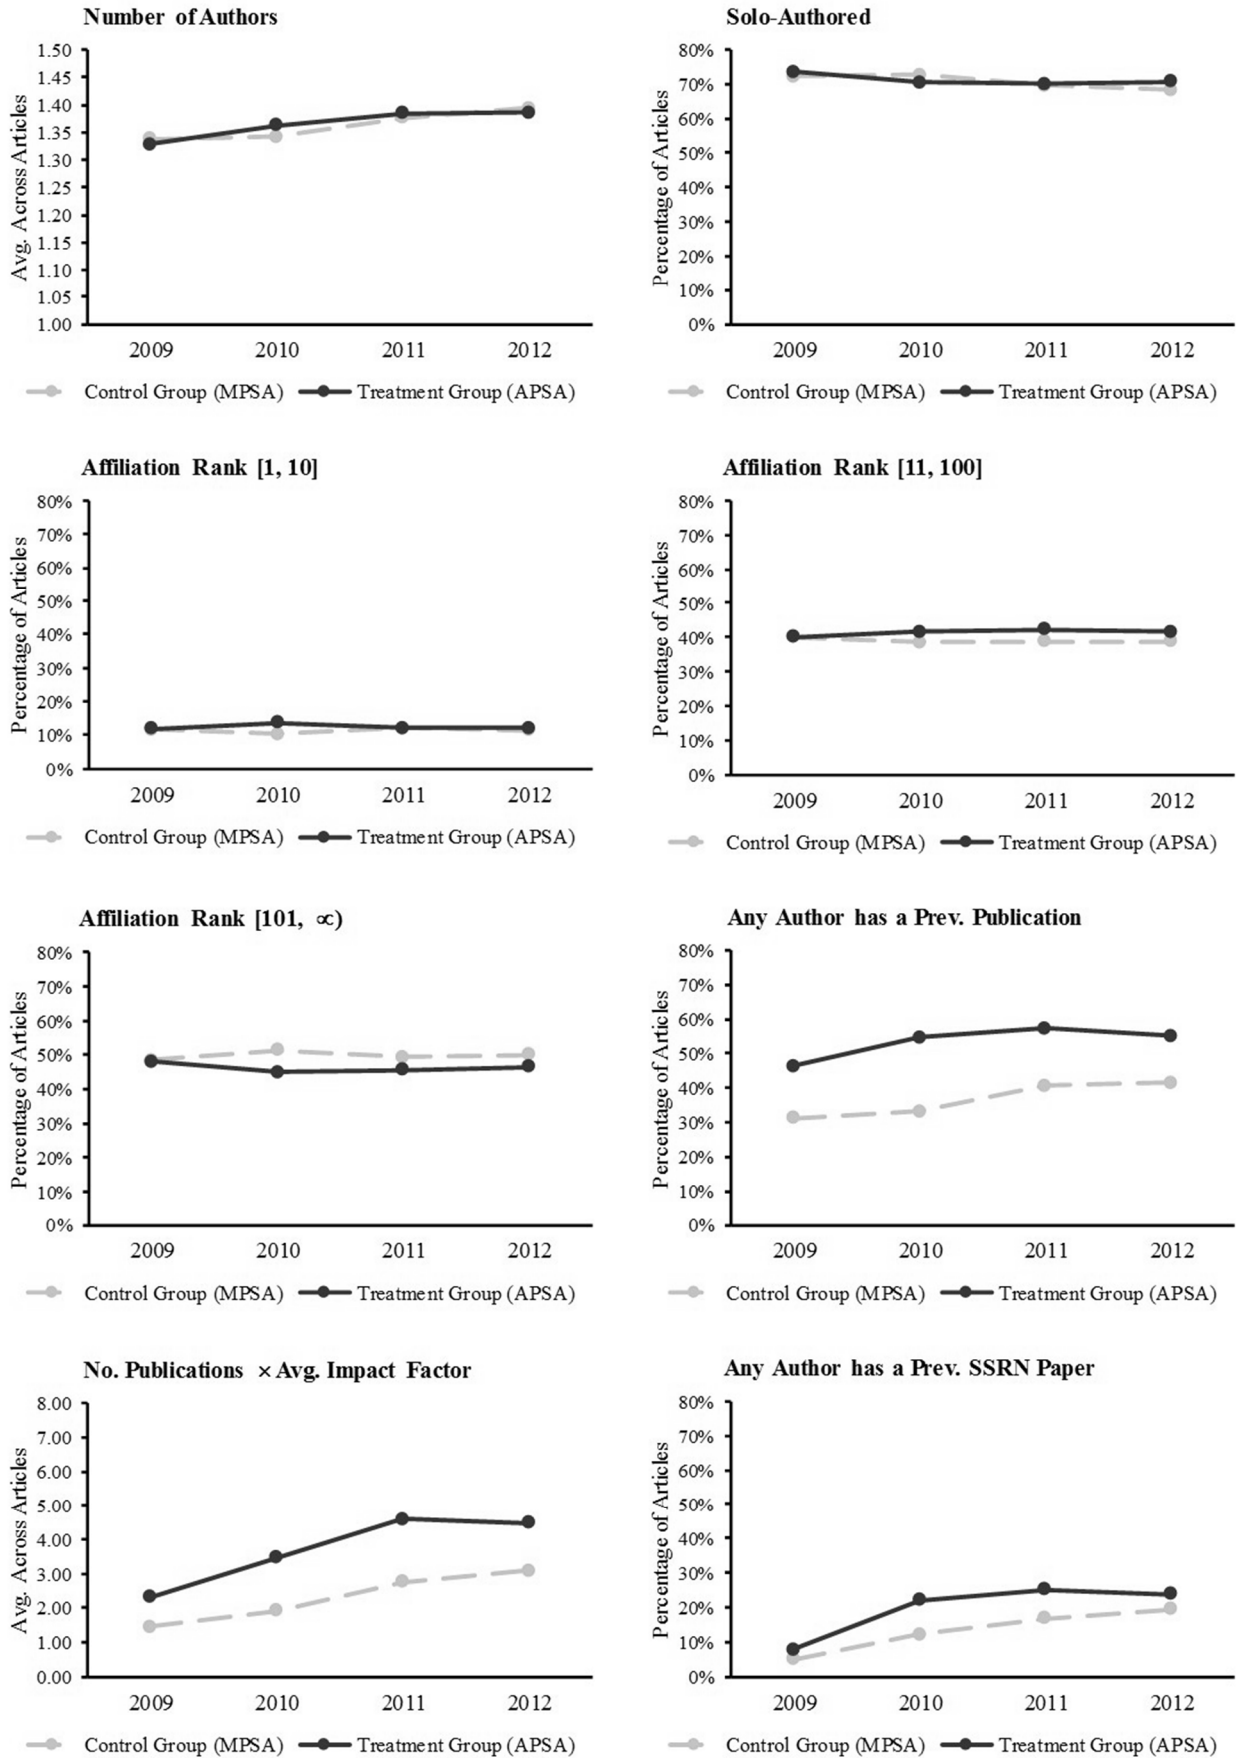 Number of Authors
Avg. Across Articles
1.50
1.45
1.40
1.35
1.30
1.25
1.20
1.15
1.10
1.05
1.00
2009 2010 2011 2012
Control Group (MPSA) Treatment Group (APSA)
Solo-Authored
Percentage of Articles
80%
70%
60%
50%
40%
30%
20%
10%
0%
2009 2010 2011 2012
Control Group (MPSA) Treatment Group (APSA)
Affiliation Rank [1, 10]
Percentage of Articles
80%
70%
60%
50%
40%
30%
20%
10%
0%
2009 2010 2011 2012
Control Group (MPSA) Treatment Group (APSA)
Affiliation Rank [11, 100]
Percentage of Articles
80%
70%
60%
50%
40%
30%
20%
10%
0%
2009 2010 2011 2012
Control Group (MPSA) Treatment Group (APSA)
Affiliation Rank [101, ∝)
Percentage of Articles
80%
70%
60%
50%
40%
30%
20%
10%
0%
2009 2010 2011 2012
Control Group (MPSA) Treatment Group (APSA)
Any Author has a Prev. Publication
Percentage of Articles
80%
70%
60%
50%
40%
30%
20%
10%
0%
2009 2010 2011 2012
Control Group (MPSA) Treatment Group (APSA)
No. Publications × Avg. Impact Factor
Avg. Across Articles
8.00
7.00
6.00
5.00
4.00
3.00
2.00
1.00
0.00
2009 2010 2011 2012
Control Group (MPSA) Treatment Group (APSA)
Any Author has a Prev. SSRN Paper
Percentage of Articles
80%
70%
60%
50%
40%
30%
20%
10%
0%
2009 2010 2011 2012
Control Group (MPSA) Treatment Group (APSA)